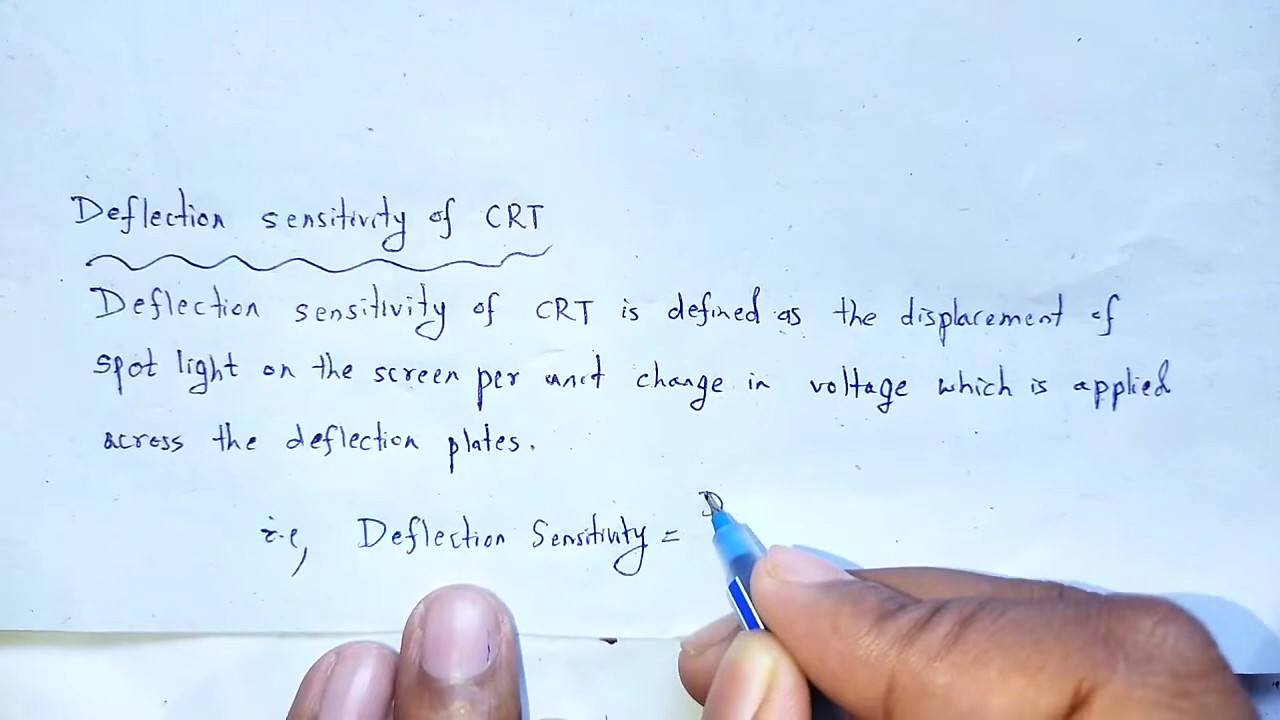 Deflection sensitivity of CRT
Deflection sensitivity of CRT is defined as the displacement of
spot light on the screen per unit change in voltage which is applied
across the deflection plates.
i.e, Deflection Sensitivity = D